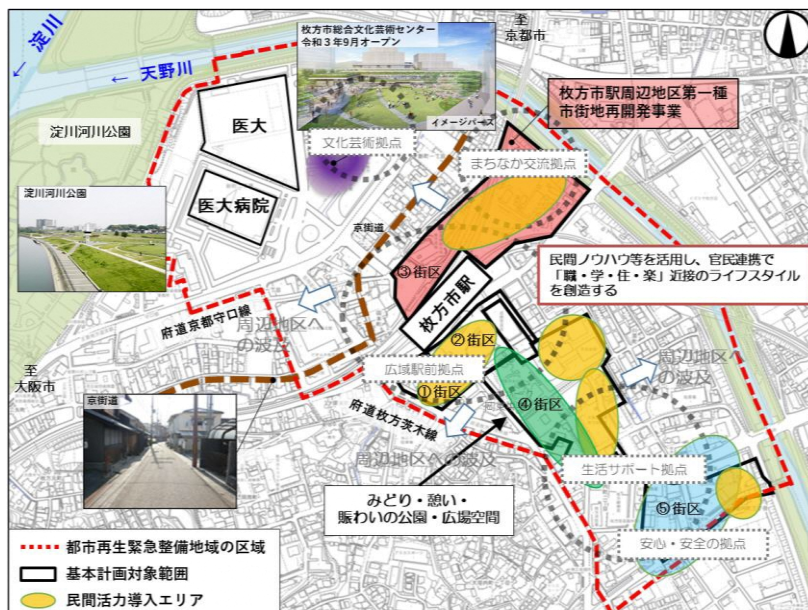 淀川
← 天野川
枚方市総合文化芸術センター
令和3年9月オープン
イメージパース
至
京都市
枚方市駅周辺地区第一種
市街地再開発事業
淀川河川公園
医大
文化芸術拠点
まちなか交流拠点
淀川河川公園
医大病院
京街道
民間ノウハウ等を活用し、官民連携で
「職・学・住・楽」近接のライフスタイル
を創造する
③街区
枚方市駅
府道京都守口線
周辺地区へ
の波及
②街区
周辺地区へ
の波及
至
大阪市
広域駅前拠点
①街区
④街区
京街道
府道枚方茨木線
周辺地区への波及
生活サポート拠点
みどり・憩い・
賑わいの公園・広場空間
⑤街区
安心・安全の拠点
都市再生緊急整備地域の区域
基本計画対象範囲
民間活力導入エリア